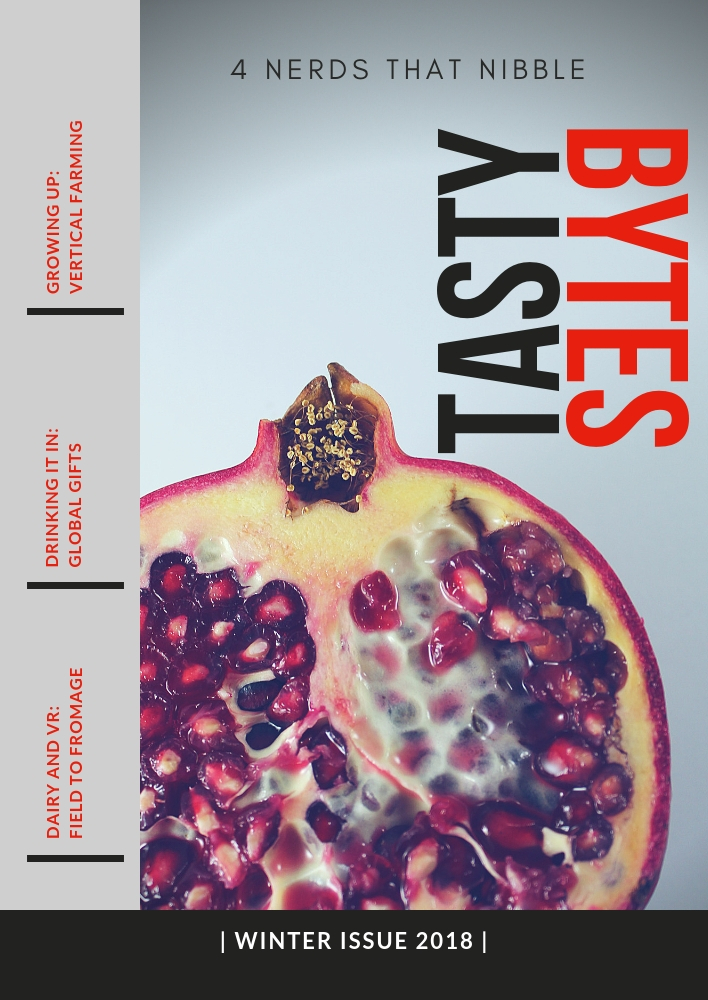 4 NERDS THAT NIBBLE
TASTY
BYTES
GROWING UP:
VERTICAL FARMING
DRINKING IT IN:
GLOBAL GIFTS
DAIRY AND VR:
FIELD TO FROMAGE
| WINTER ISSUE 2018 |